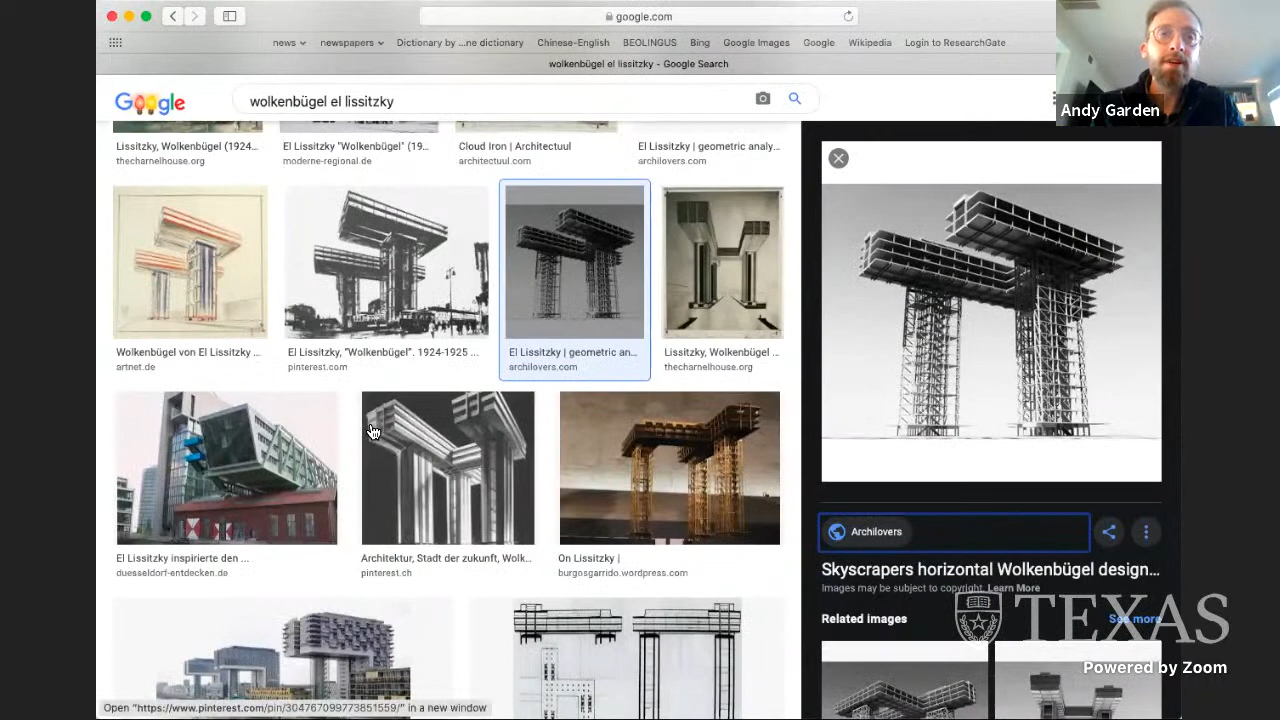 google.com
news
newspapers
Dictionary by ...ne dictionary
Chinese-English
BEOLINGUS
Bing
Google Images
Google
Wikipedia
Login to ResearchGate
wolkenbügel el lissitzky - Google Search
Andy Garden
Google
wolkenbügel el lissitzky
Lissitzky, Wolkenbügel (1924...
thecharnelhouse.org
El Lissitzky "Wolkenbügel" (19...
moderne-regional.de
Cloud Iron | Architectuul
architectuul.com
El Lissitzky | geometric analy...
archilovers.com
Wolkenbügel von El Lissitzky ...
artnet.de
El Lissitzky, "Wolkenbügel". 1924-1925 ...
pinterest.com
El Lissitzky | geometric an...
archilovers.com
Lissitzky, Wolkenbügel ...
thecharnelhouse.org
El Lissitzky inspirierte den ...
duesseldorf-entdecken.de
Architektur, Stadt der zukunft, Wolk...
pinterest.ch
On Lissitzky |
burgosgarrido.wordpress.com
Archilovers
Skyscrapers horizontal Wolkenbügel design...
Images may be subject to copyright. Learn More
Related images
See more
TEXAS
Powered by Zoom
Open "https://www.pinterest.com/pin/304767099773851559/" in a new window